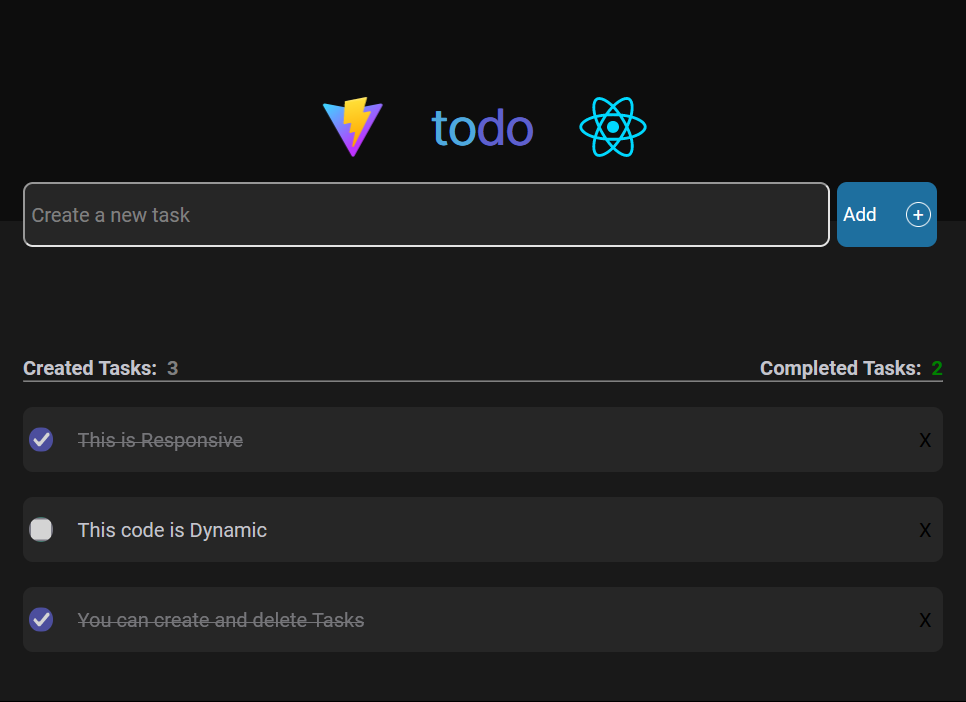 todo
Create a new task
Add
Created Tasks: 3
Completed Tasks: 2
This is Responsive
X
This code is Dynamic
X
You can create and delete Tasks
X